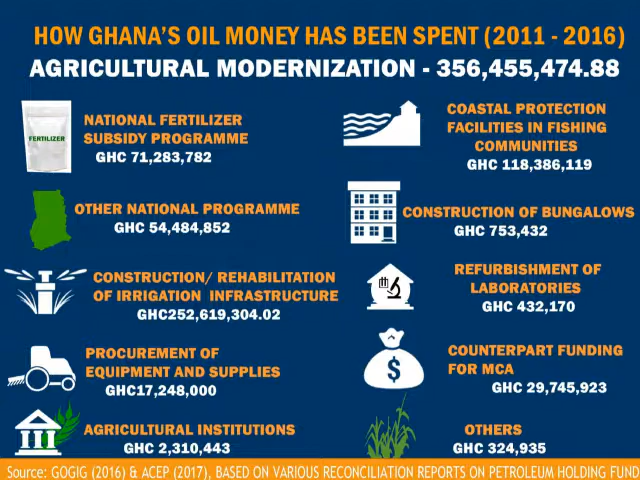 HOW GHANA'S OIL MONEY HAS BEEN SPENT (2011 - 2016)
AGRICULTURAL MODERNIZATION - 356,455,474.88
FERTILIZER
NATIONAL FERTILIZER
SUBSIDY PROGRAMME
GHC 71,283,782
COASTAL PROTECTION
FACILITIES IN FISHING
COMMUNITIES
GHC 118,386,119
OTHER NATIONAL PROGRAMME
GHC 54,484,852
CONSTRUCTION OF BUNGALOWS
GHC 753,432
CONSTRUCTION/ REHABILITATION
OF IRRIGATION INFRASTRUCTURE
GHC252,619,304.02
REFURBISHMENT OF
LABORATORIES
GHC 432,170
PROCUREMENT OF
EQUIPMENT AND SUPPLIES
GHC17,248,000
$
COUNTERPART FUNDING
FOR MCA
GHC 29,745,923
AGRICULTURAL INSTITUTIONS
GHC 2,310,443
OTHERS
GHC 324,935
Source: GOGIG (2016) & ACEP (2017), BASED ON VARIOUS RECONCILIATION REPORTS ON PETROLEUM HOLDING FUND